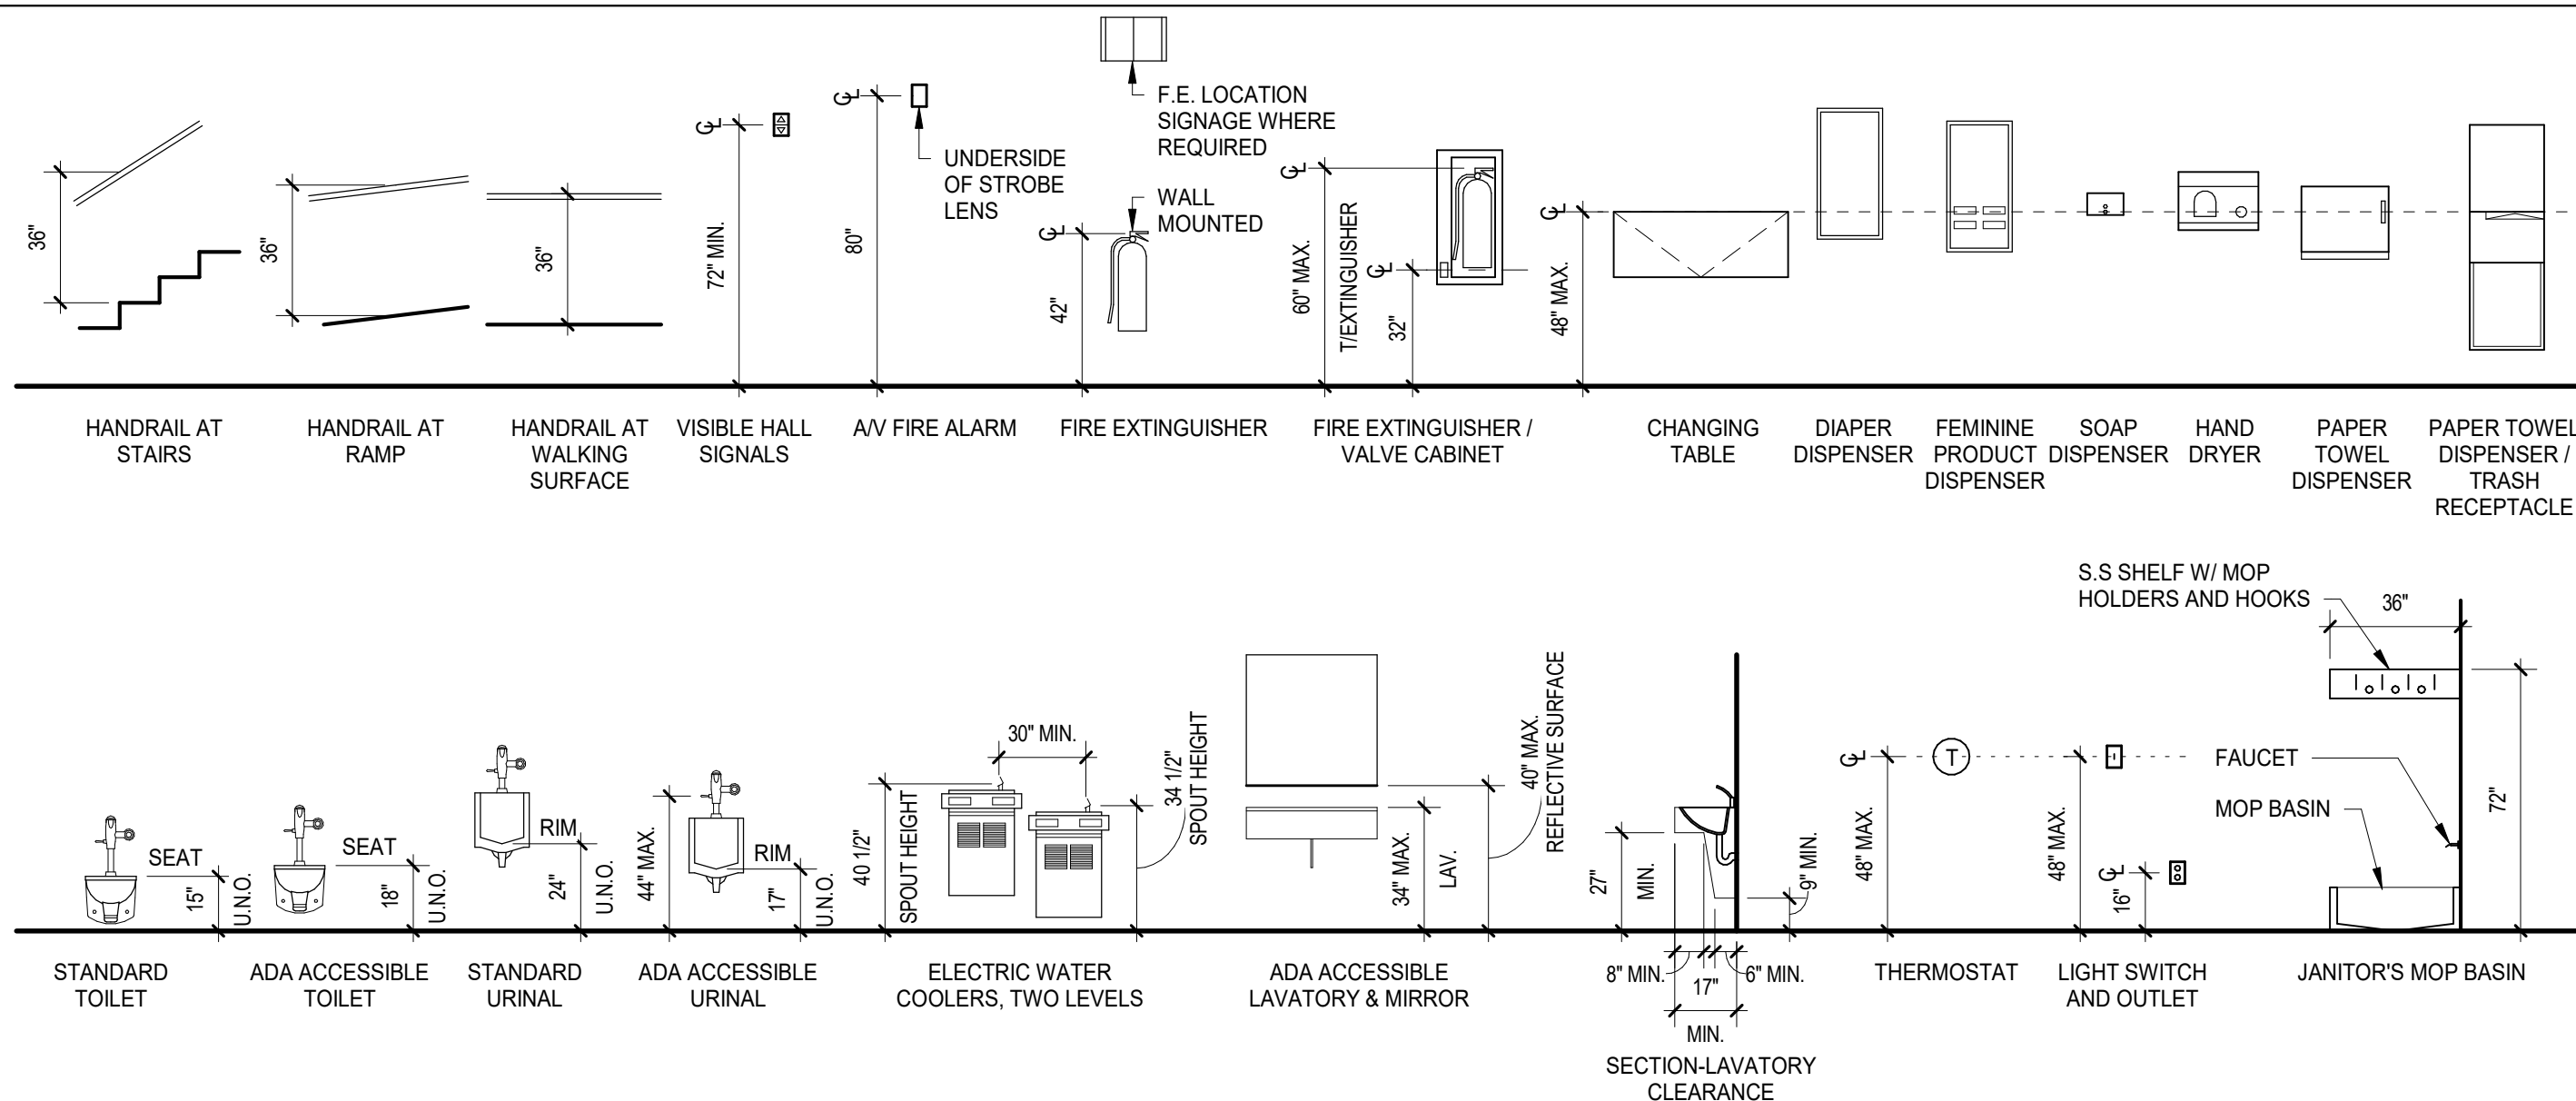 F.E. LOCATION
SIGNAGE WHERE
REQUIRED
UNDERSIDE
OF STROBE
LENS
WALL
MOUNTED
36"
36"
36"
72" MIN.
80"
42"
60" MAX.
T/EXTINGUISHER
32"
48" MAX.
HANDRAIL AT
STAIRS
HANDRAIL AT
RAMP
HANDRAIL AT
WALKING
SURFACE
VISIBLE HALL
SIGNALS
A/V FIRE ALARM
FIRE EXTINGUISHER
FIRE EXTINGUISHER /
VALVE CABINET
CHANGING
TABLE
DIAPER
DISPENSER
FEMININE
PRODUCT
DISPENSER
SOAP
DISPENSER
HAND
DRYER
PAPER
TOWEL
DISPENSER
PAPER TOWEL
DISPENSER /
TRASH
RECEPTACLE
S.S SHELF W/ MOP
HOLDERS AND HOOKS
36"
SEAT
15"
U.N.O.
SEAT
18"
U.N.O.
RIM
24"
U.N.O.
44" MAX.
RIM
17"
U.N.O.
40 1/2"
SPOUT HEIGHT
30" MIN.
34 1/2"
SPOUT HEIGHT
34" MAX.
LAV.
40" MAX.
REFLECTIVE SURFACE
27"
MIN.
9" MIN.
8" MIN.
17"
MIN.
6" MIN.
48" MAX.
T
48" MAX.
16"
FAUCET
MOP BASIN
72"
STANDARD
TOILET
ADA ACCESSIBLE
TOILET
STANDARD
URINAL
ADA ACCESSIBLE
URINAL
ELECTRIC WATER
COOLERS, TWO LEVELS
ADA ACCESSIBLE
LAVATORY & MIRROR
SECTION-LAVATORY
CLEARANCE
THERMOSTAT
LIGHT SWITCH
AND OUTLET
JANITOR'S MOP BASIN